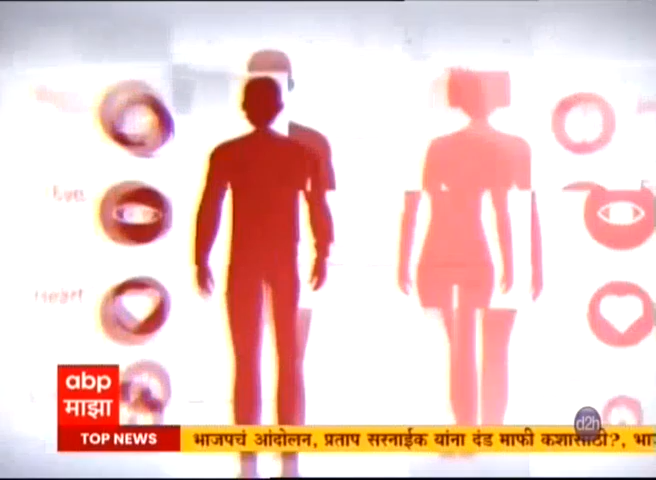 Eye
Heart
abp
माझा
d2h
TOP NEWS भाजपचं आंदोलन, प्रताप सरनाईक यांना दंड माफी कशासाठी?,